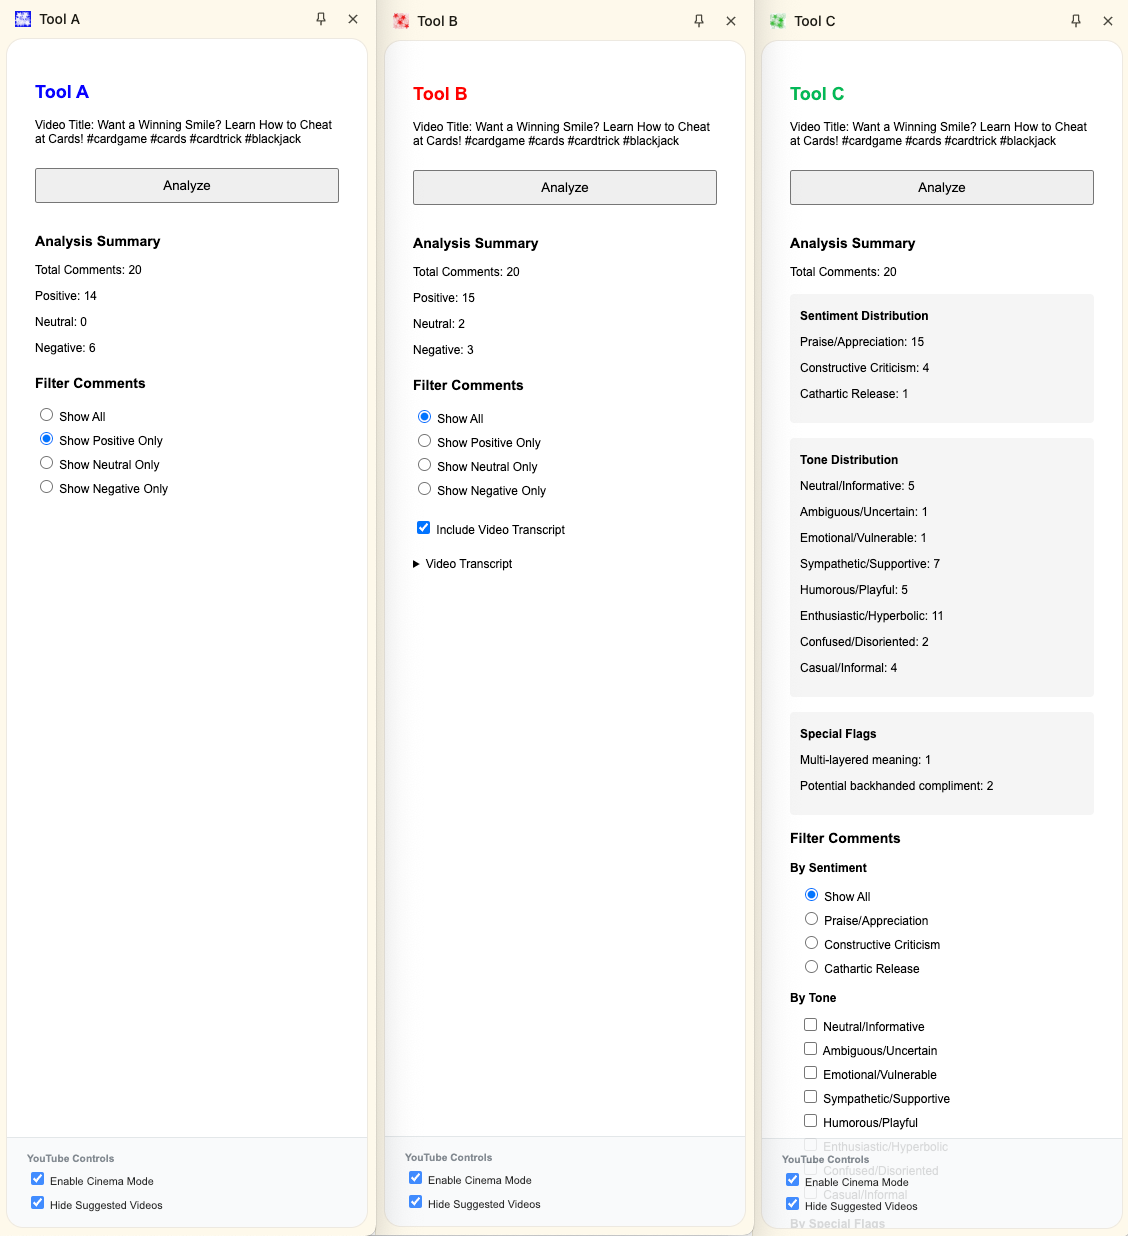 Tool A
Tool A
Video Title: Want a Winning Smile? Learn How to Cheat
at Cards! #cardgame #cards #cardtrick #blackjack
Analyze
Analysis Summary
Total Comments: 20
Positive: 14
Neutral: 0
Negative: 6
Filter Comments
Show All
Show Positive Only
Show Neutral Only
Show Negative Only
YouTube Controls
Enable Cinema Mode
Hide Suggested Videos
Tool B
Tool B
Video Title: Want a Winning Smile? Learn How to Cheat
at Cards! #cardgame #cards #cardtrick #blackjack
Analyze
Analysis Summary
Total Comments: 20
Positive: 15
Neutral: 2
Negative: 3
Filter Comments
Show All
Show Positive Only
Show Neutral Only
Show Negative Only
Include Video Transcript
Video Transcript
YouTube Controls
Enable Cinema Mode
Hide Suggested Videos
Tool C
Tool C
Video Title: Want a Winning Smile? Learn How to Cheat
at Cards! #cardgame #cards #cardtrick #blackjack
Analyze
Analysis Summary
Total Comments: 20
Sentiment Distribution
Praise/Appreciation: 15
Constructive Criticism: 4
Cathartic Release: 1
Tone Distribution
Neutral/Informative: 5
Ambiguous/Uncertain: 1
Emotional/Vulnerable: 1
Sympathetic/Supportive: 7
Humorous/Playful: 5
Enthusiastic/Hyperbolic: 11
Confused/Disoriented: 2
Casual/Informal: 4
Special Flags
Multi-layered meaning: 1
Potential backhanded compliment: 2
Filter Comments
By Sentiment
Show All
Praise/Appreciation
Constructive Criticism
Cathartic Release
By Tone
Neutral/Informative
Ambiguous/Uncertain
Emotional/Vulnerable
Sympathetic/Supportive
Humorous/Playful
Enthusiastic/Hyperbolic
YouTube Controls
Confused/Disoriented
Enable Cinema Mode
Casual/Informal
Hide Suggested Videos
By Special Flags